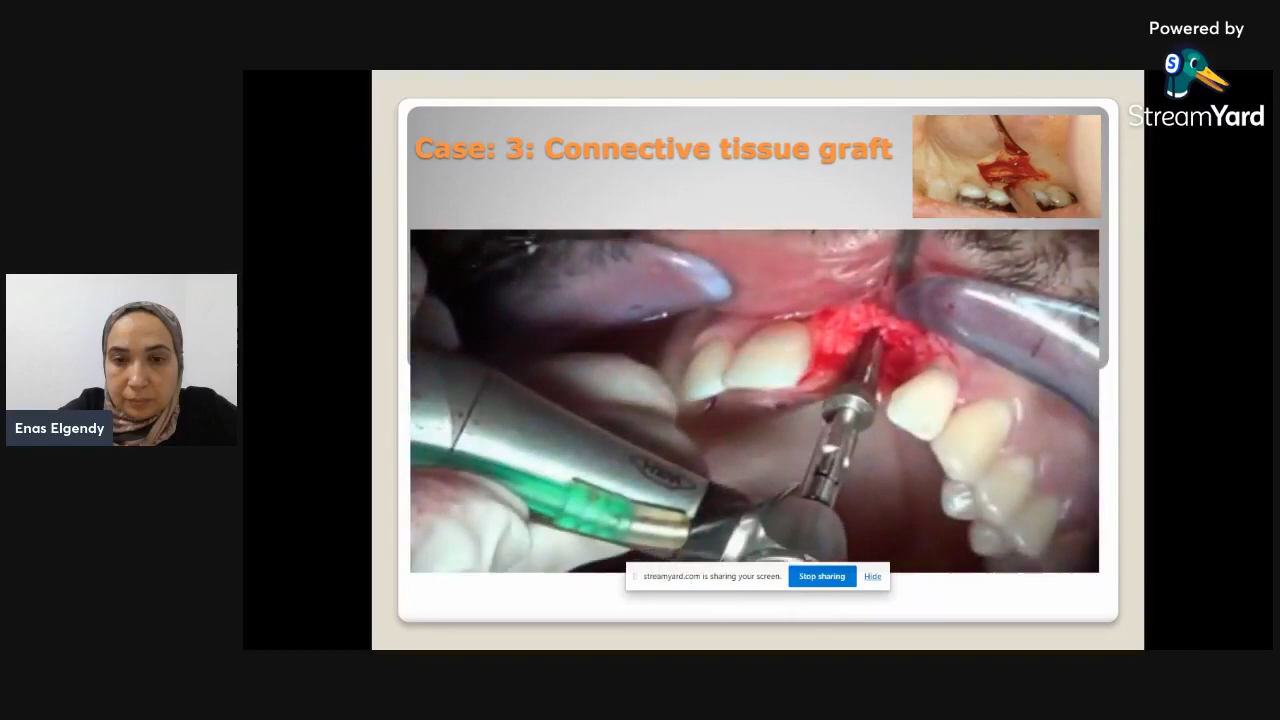 Powered by
StreamYard
Case: 3: Connective tissue graft
Enas Elgendy
streamyard.com is sharing your screen.
Stop sharing
Hide